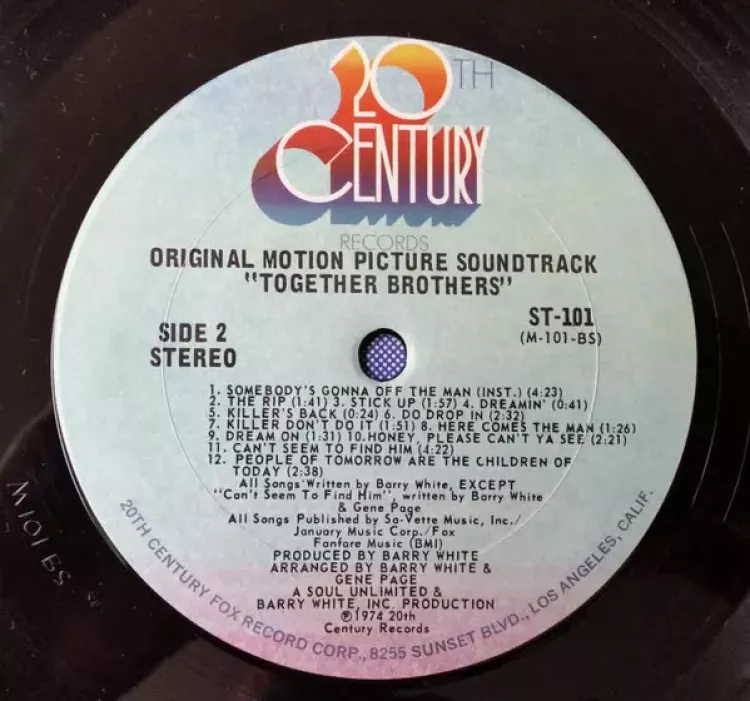 20TH
CENTURY
RECORDS
ORIGINAL MOTION PICTURE SOUNDTRACK
"TOGETHER BROTHERS"
SIDE 2
STEREO
ST-101
(M-101-BS)
1. SOMEBODY'S GONNA OFF THE MAN (INST.) (4:23)
2. THE RIP (1:41) 3. STICK UP (1:57) 4. DREAMIN' (0:41)
5. KILLER'S BACK (0:24) 6. DO DROP IN (2:32)
7. KILLER DON'T DO IT (1:51) 8. HERE COMES THE MAN (1:26)
9. DREAM ON (1:31) 10. HONEY, PLEASE CAN'T YA SEE (2:21)
11. CAN'T SEEM TO FIND HIM (4:22)
12. PEOPLE OF TOMORROW ARE THE CHILDREN OF
TODAY (2:38)
All Songs Written by Barry White, EXCEPT
"Can't Seem To Find Him", written by Barry White
& Gene Page
All Songs Published by Sa-Vette Music, Inc./
January Music Corp./Fox
Fanfare Music (BMI)
PRODUCED BY BARRY WHITE
ARRANGED BY BARRY WHITE &
GENE PAGE
A SOUL UNLIMITED &
BARRY WHITE, INC. PRODUCTION
℗1974 20th
Century Records
20TH CENTURY FOX RECORD CORP., 8255 SUNSET BLVD., LOS ANGELES, CALIF.
M101 BS